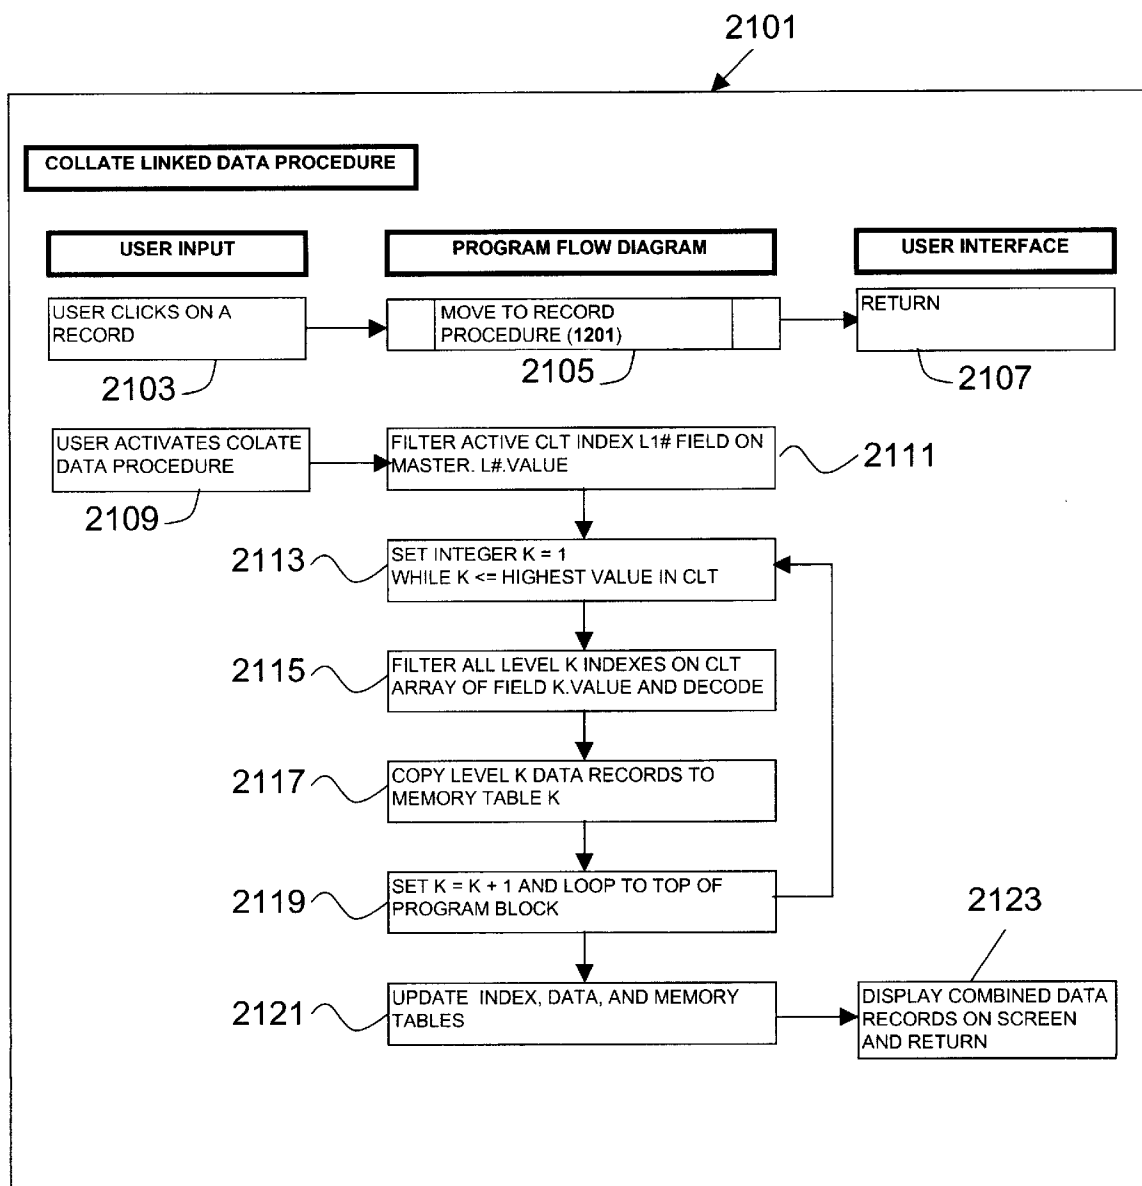 2101
COLLATE LINKED DATA PROCEDURE
USER INPUT
PROGRAM FLOW DIAGRAM
USER INTERFACE
USER CLICKS ON A
RECORD
2103
MOVE TO RECORD
PROCEDURE (1201)
2105
RETURN
2107
USER ACTIVATES COLATE
DATA PROCEDURE
2109
FILTER ACTIVE CLT INDEX L1# FIELD ON
MASTER. L#.VALUE
2111
2113
SET INTEGER K = 1
WHILE K <= HIGHEST VALUE IN CLT
2115
FILTER ALL LEVEL K INDEXES ON CLT
ARRAY OF FIELD K.VALUE AND DECODE
2117
COPY LEVEL K DATA RECORDS TO
MEMORY TABLE K
2119
SET K = K + 1 AND LOOP TO TOP OF
PROGRAM BLOCK
2121
UPDATE INDEX, DATA, AND MEMORY
TABLES
2123
DISPLAY COMBINED DATA
RECORDS ON SCREEN
AND RETURN